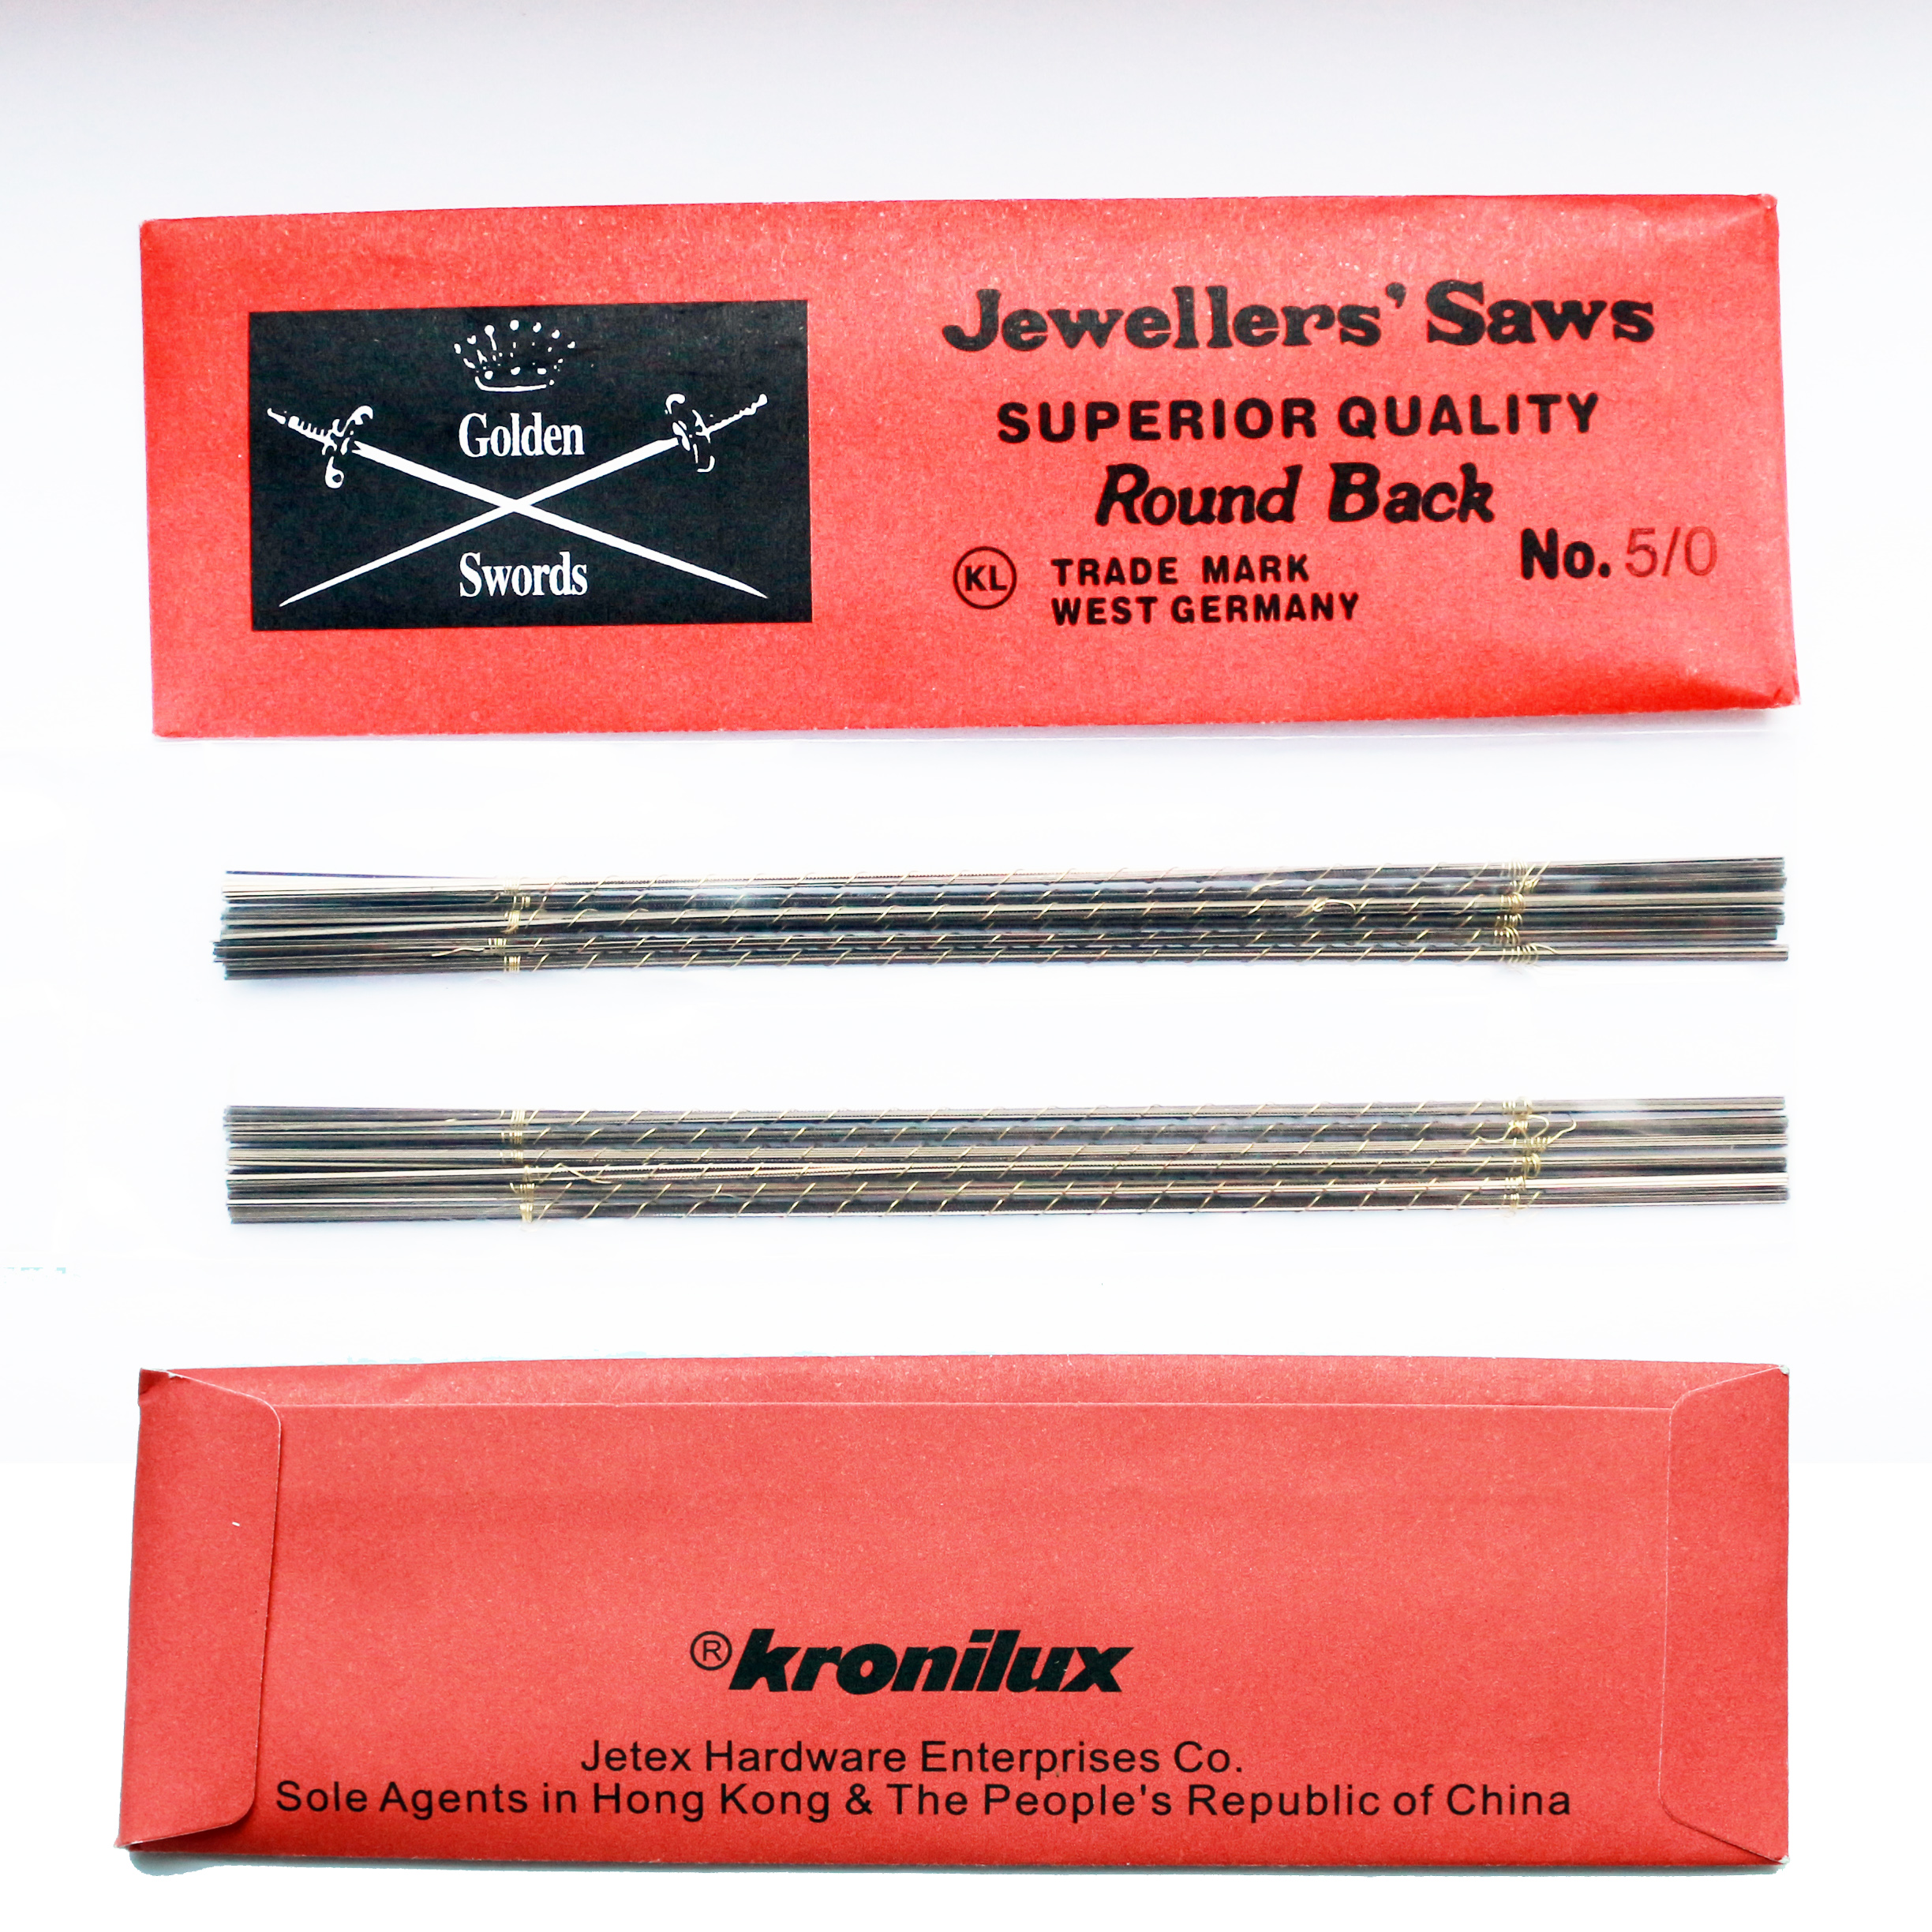 Golden
Swords
Jewellers' Saws
SUPERIOR QUALITY
Round Back
No. 5/0
KL TRADE MARK
WEST GERMANY
®kronilux
Jetex Hardware Enterprises Co.
Sole Agents in Hong Kong & The People's Republic of China